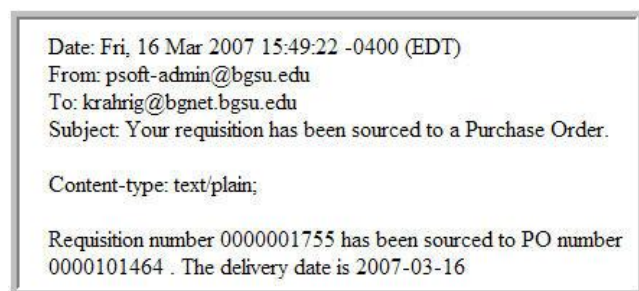 Date: Fri, 16 Mar 2007 15:49:22 -0400 (EDT)
From: psoft-admin@bgsu.edu
To: krahrig@bgnet.bgsu.edu
Subject: Your requisition has been sourced to a Purchase Order.
Content-type: text/plain;
Requisition number 0000001755 has been sourced to PO number
0000101464 . The delivery date is 2007-03-16